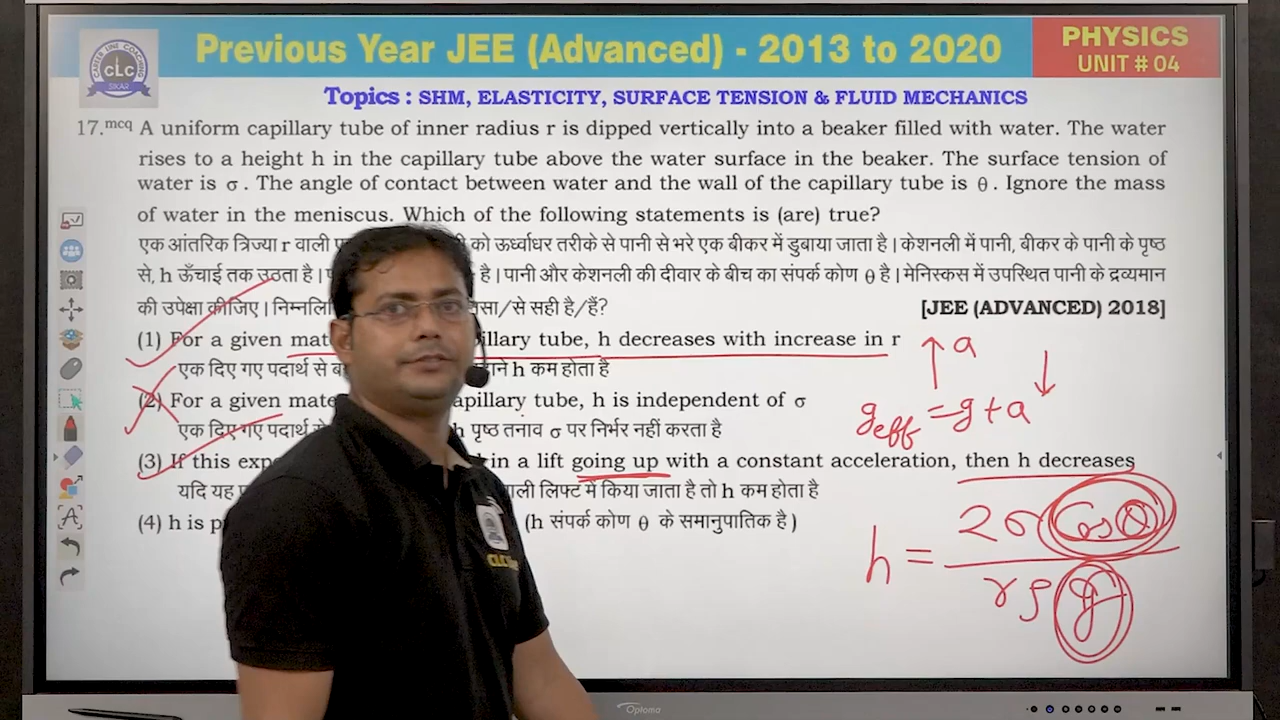 Previous Year JEE (Advanced) - 2013 to 2020
PHYSICS
UNIT # 04
CLC
SIKAR
Topics : SHM, ELASTICITY, SURFACE TENSION & FLUID MECHANICS
17.mcq A uniform capillary tube of inner radius r is dipped vertically into a beaker filled with water. The water
rises to a height h in the capillary tube above the water surface in the beaker. The surface tension of
water is σ. The angle of contact between water and the wall of the capillary tube is θ. Ignore the mass
of water in the meniscus. Which of the following statements is (are) true?
एक आंतरिक त्रिज्या r वाली को ऊर्ध्वाधर तरीके से पानी से भरे एक बीकर में डुबाया जाता है। केशनली में पानी, बीकर के पानी के पृष्ठ
से, h ऊँचाई तक उठता है। है। पानी और केशनली की दीवार के बीच का संपर्क कोण θ है। मेनिस्कस में उपस्थित पानी के द्रव्यमान
की उपेक्षा कीजिए। सही है/हैं?
[JEE (ADVANCED) 2018]
(1) For a given tube, h decreases with increase in r
एक दिए गए पदार्थ से h कम होता है
(2) For a given tube, h is independent of σ
एक दिए गए पदार्थ h पृष्ठ तनाव σ पर निर्भर नहीं करता है
(3) If this in a lift going up with a constant acceleration, then h decreases
यदि यह लिफ्ट में किया जाता है तो h कम होता है
(4) h is (h संपर्क कोण θ के समानुपातिक है)
a
g_eff = g + a
h = 2σ Cosθ / rρg
Optoma